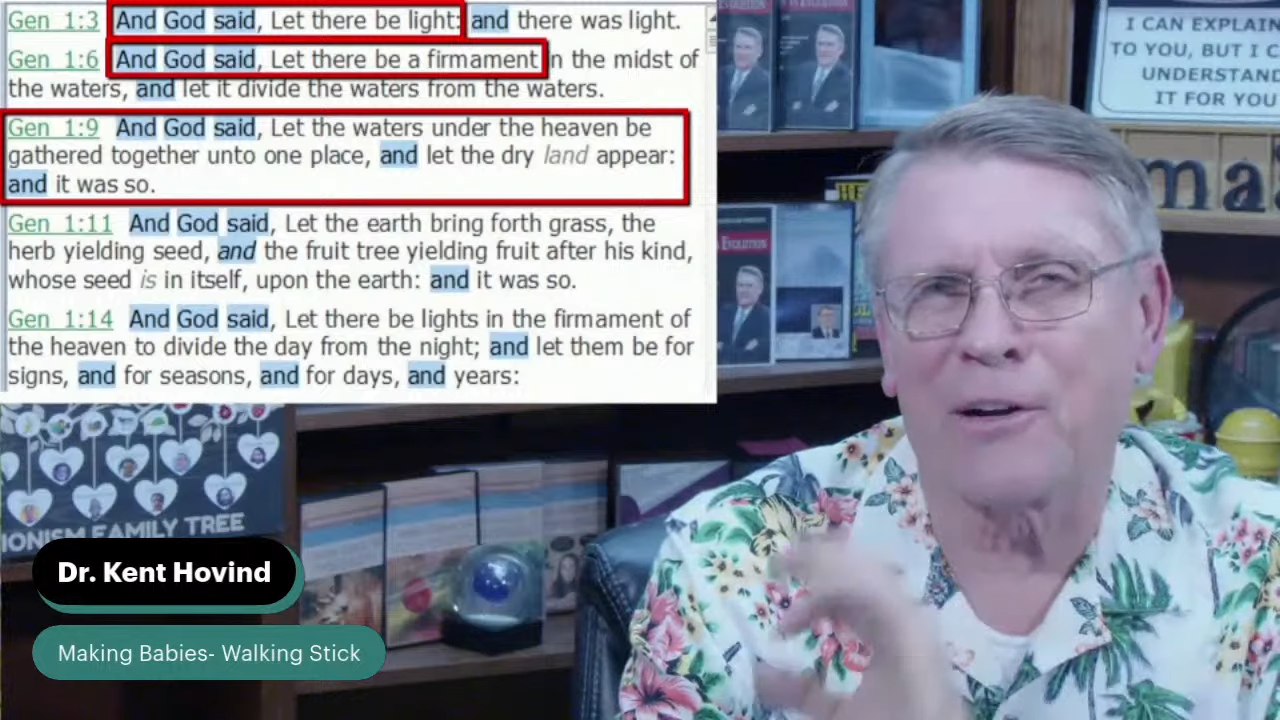 Gen 1:3 And God said, Let there be light: and there was light.
Gen 1:6 And God said, Let there be a firmament in the midst of
the waters, and let it divide the waters from the waters.
Gen 1:9 And God said, Let the waters under the heaven be
gathered together unto one place, and let the dry land appear:
and it was so.
Gen 1:11 And God said, Let the earth bring forth grass, the
herb yielding seed, and the fruit tree yielding fruit after his kind,
whose seed is in itself, upon the earth: and it was so.
Gen 1:14 And God said, Let there be lights in the firmament of
the heaven to divide the day from the night; and let them be for
signs, and for seasons, and for days, and years:
I CAN EXPLAIN
TO YOU, BUT I C
UNDERSTAND
IT FOR YOU
ma
EVOLUTION
IONISM FAMILY TREE
Dr. Kent Hovind
Making Babies- Walking Stick